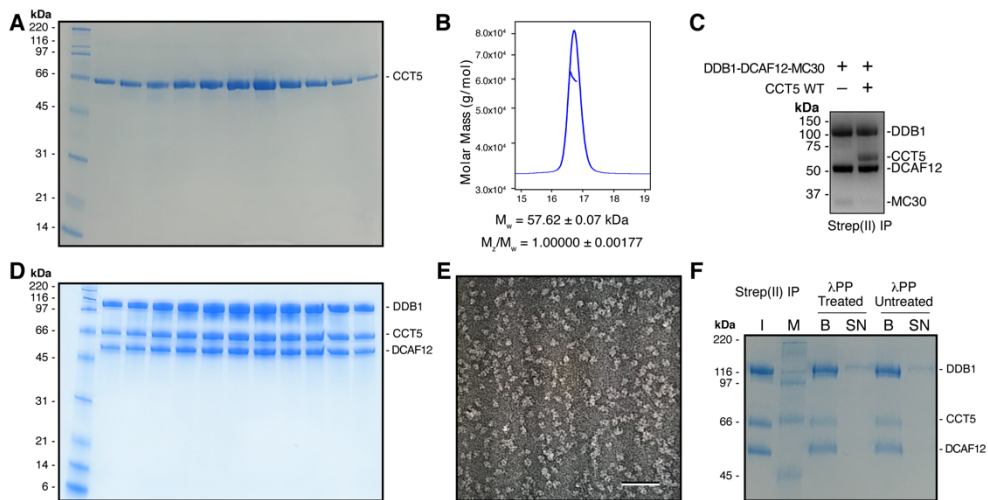 A
kDa
220 -
116 -
97 -
66 -
45 -
31 -
21 -
14 -
- CCT5
B
Molar Mass (g/mol)
8.0x10⁴
7.0x10⁴
6.0x10⁴
5.0x10⁴
4.0x10⁴
3.0x10⁴
15 16 17 18 19
Mw = 57.62 ± 0.07 kDa
Mz/Mw = 1.00000 ± 0.00177
C
DDB1-DCAF12-MC30 + +
CCT5 WT – +
kDa
150 -
100 -
75 -
50 -
37 -
-DDB1
-CCT5
-DCAF12
-MC30
Strep(II) IP
D
kDa
220 -
116 -
97 -
66 -
45 -
31 -
21 -
14 -
6 -
- DDB1
- CCT5
- DCAF12
E
F
Strep(II) IP
λPP Treated
λPP Untreated
kDa
I M B SN B SN
220 -
116 -
97 -
66 -
45 -
- DDB1
- CCT5
- DCAF12